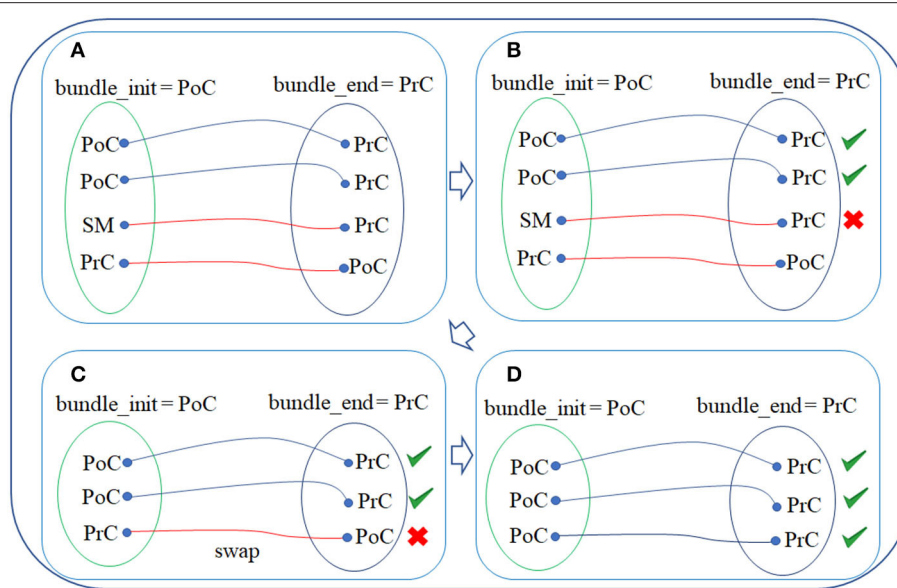 A
bundle_init = PoC
bundle_end = PrC
PoC PrC
PoC PrC
SM PrC
PrC PoC
B
bundle_init = PoC
bundle_end = PrC
PoC PrC
PoC PrC
SM PrC
PrC PoC
C
bundle_init = PoC
bundle_end = PrC
PoC PrC
PoC PrC
PrC PoC
swap
D
bundle_init = PoC
bundle_end = PrC
PoC PrC
PoC PrC
PoC PrC